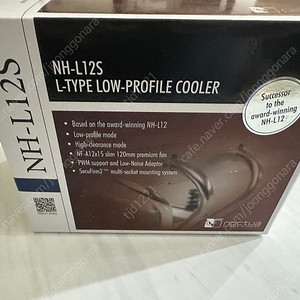 NH-L12S
L-TYPE LOW-PROFILE COOLER
Successor to
the award-winning
NH-L12
• Based on the award-winning NH-L12
• Low-profile mode
• High-clearance mode
• NF-A12x15 slim 120mm premium fan
• PWM support and Low-Noise Adaptor
• SecuFirm2™ multi-socket mounting system
noctua
NH-L12S